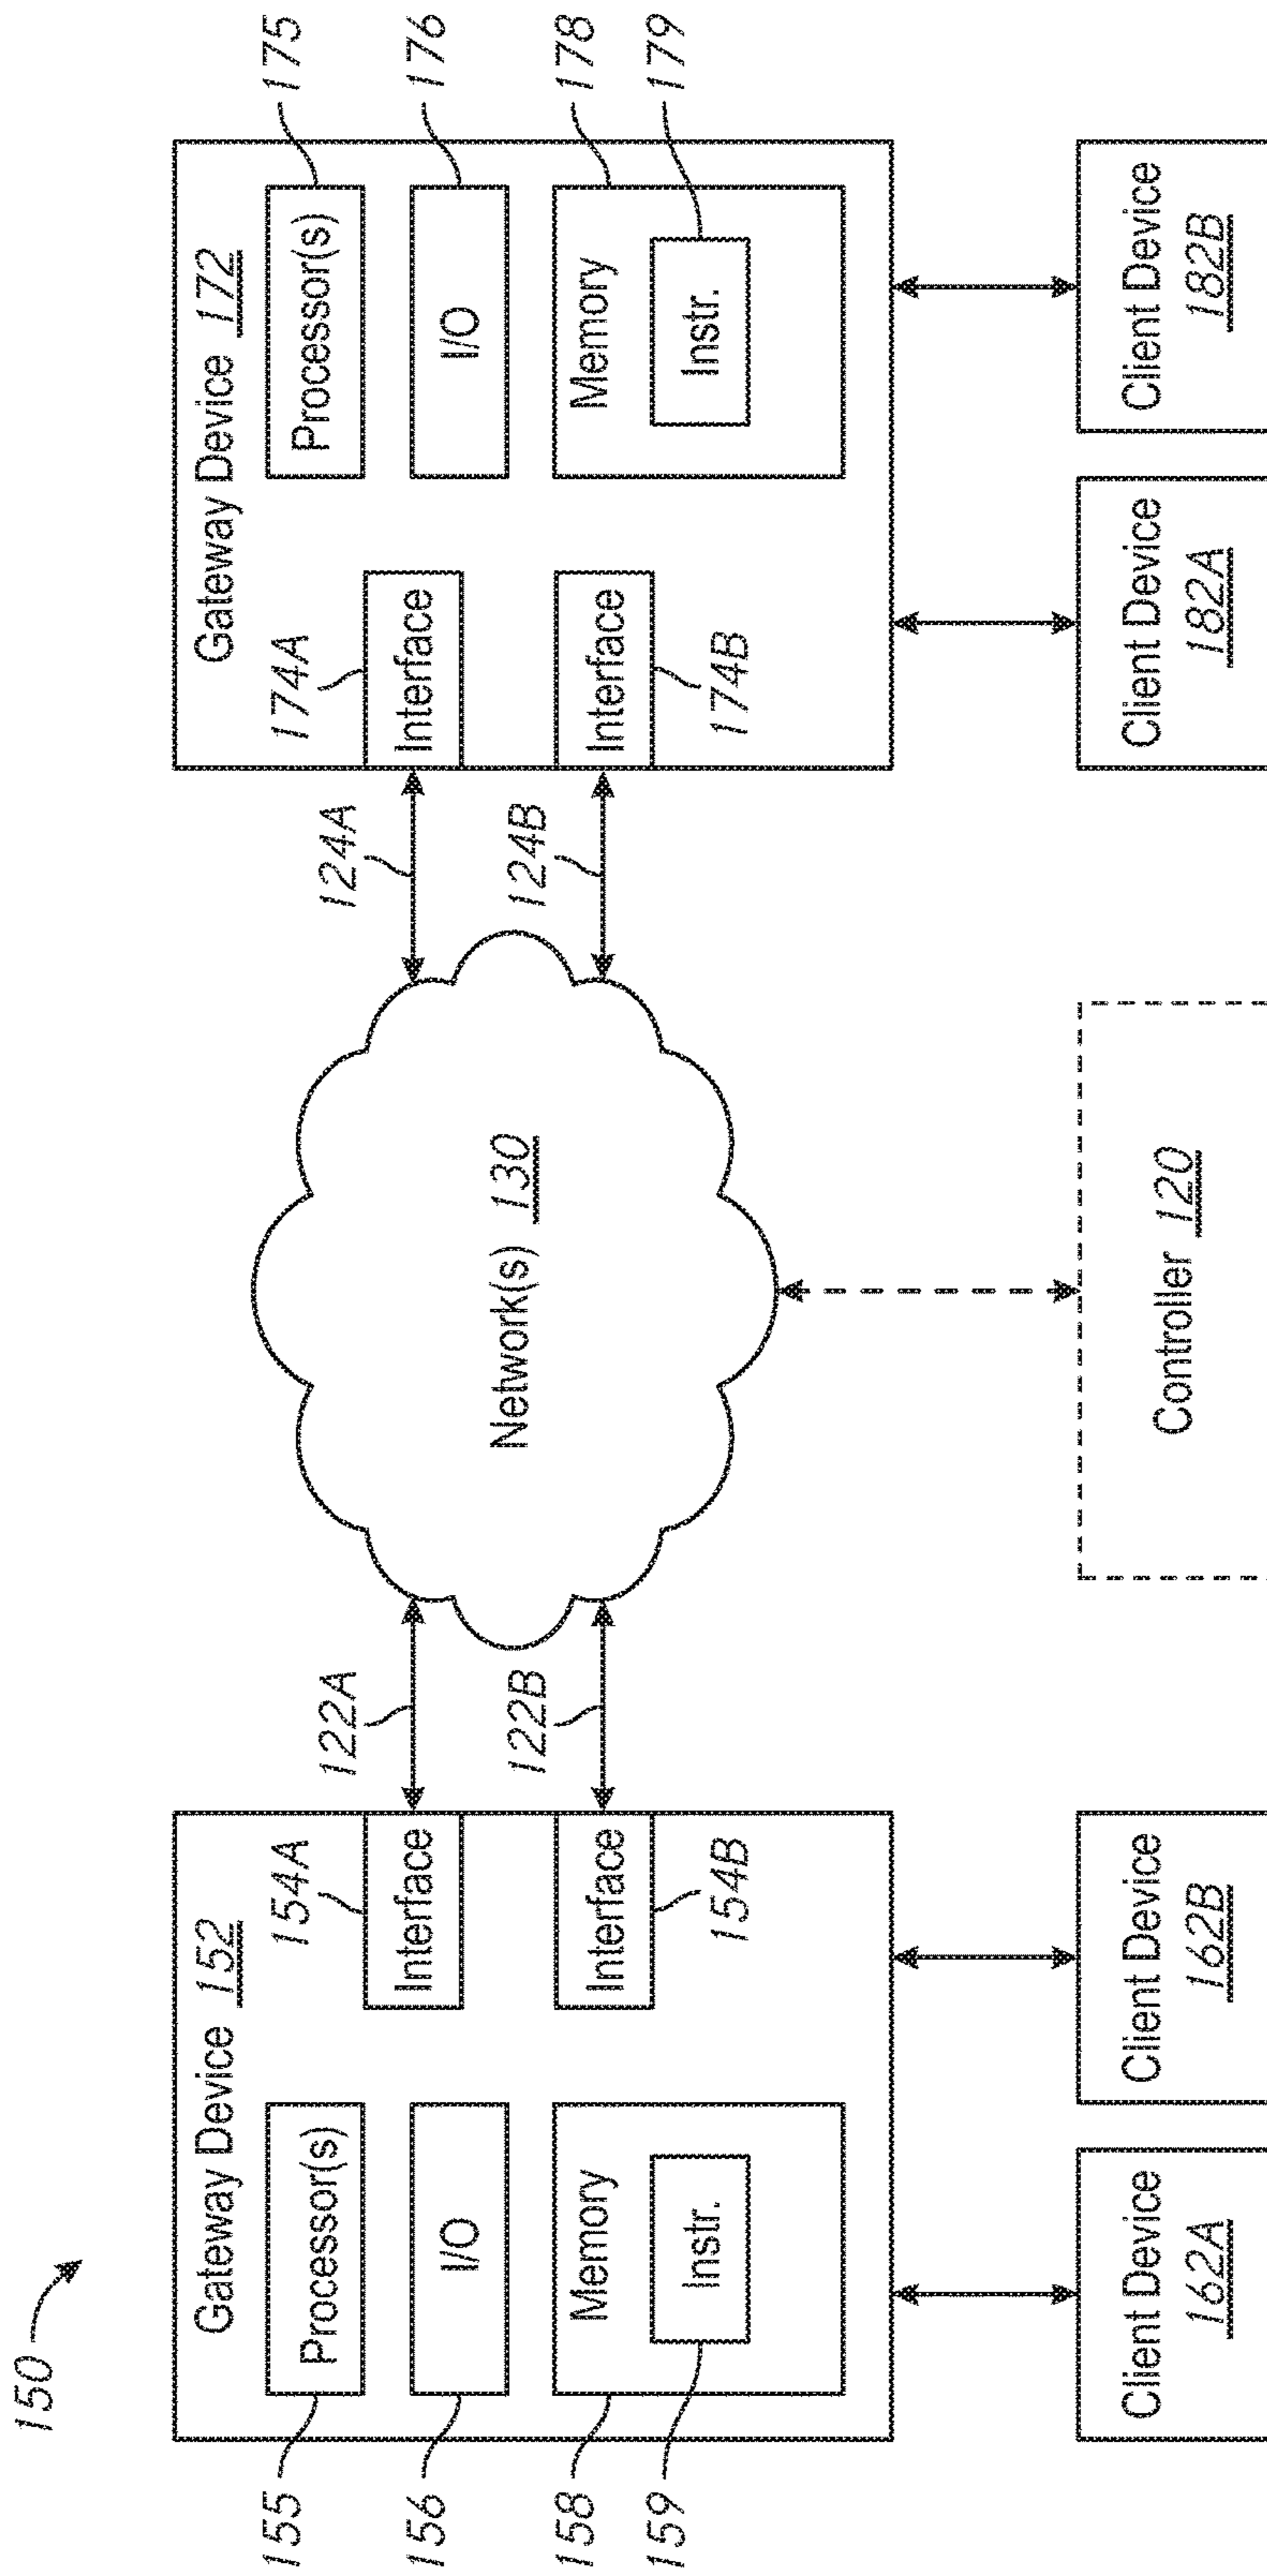 150
Gateway Device 152
155
Processor(s)
156
I/O
158
Memory
159
Instr.
154A
Interface
154B
Interface
122A
122B
Network(s) 130
124A
124B
Gateway Device 172
174A
Interface
174B
Interface
Processor(s)
175
I/O
176
Memory
178
Instr.
179
Client Device
162A
Client Device
162B
Controller 120
Client Device
182A
Client Device
182B